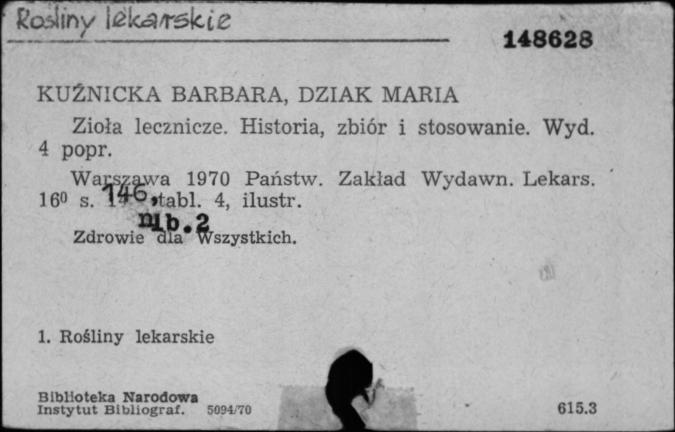 Rośliny lekarskie
148628
KUŹNICKA BARBARA, DZIAK MARIA
Zioła lecznicze. Historia, zbiór i stosowanie. Wyd.
4 popr.
Warszawa 1970 Państw. Zakład Wydawn. Lekars.
16⁰ s. 146, tabl. 4, ilustr.
nlb. 2
Zdrowie dla Wszystkich.
1. Rośliny lekarskie
Biblioteka Narodowa
Instytut Bibliograf. 5094/70
615.3